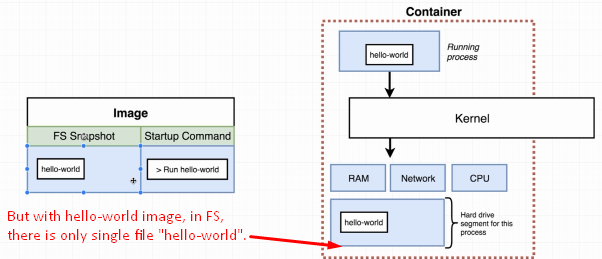 Container
hello-world
Running
process
Image
FS Snapshot
Startup Command
Kernel
hello-world
> Run hello-world
RAM
Network
CPU
But with hello-world image, in FS,
there is only single file "hello-world".
hello-world
Hard drive
segment for this
process